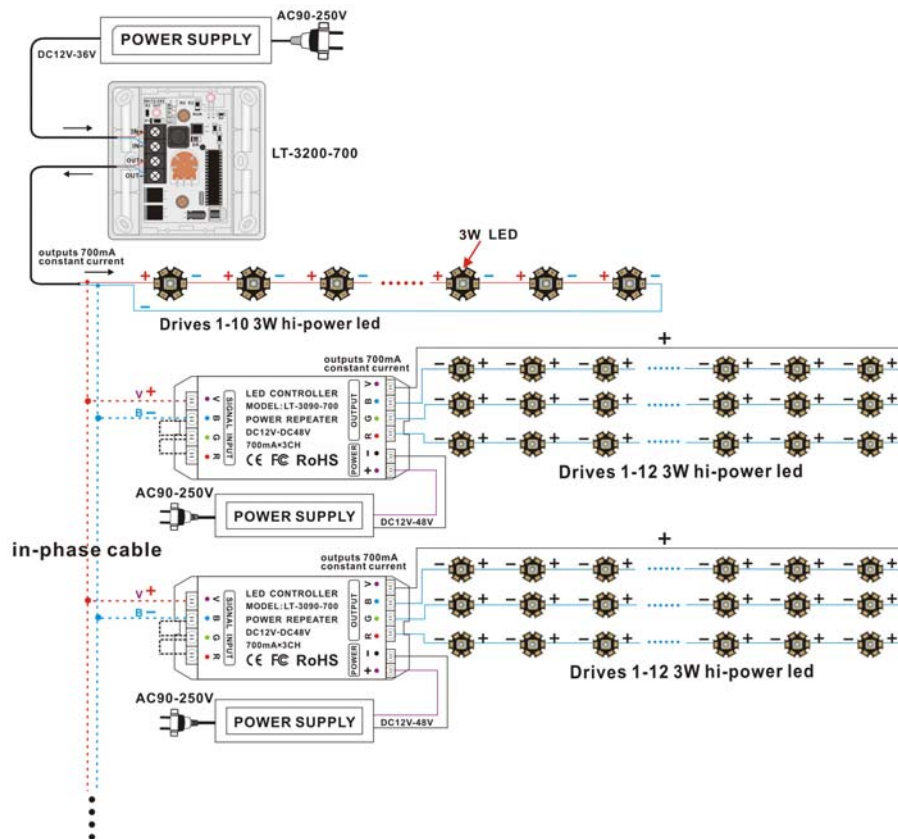 AC90-250V
POWER SUPPLY
DC12V-36V
IN
IN
OUT
OUT
LT-3200-700
outputs 700mA
constant current
3W LED
+ − + − + − + − + − + −
−
Drives 1-10 3W hi-power led
+
outputs 700mA
constant current
V +
B −
SIGNAL INPUT
V
B
G
R
LED CONTROLLER
MODEL:LT-3090-700
POWER REPEATER
DC12V-DC48V
700mA×3CH
CE FC RoHS
OUTPUT
V
B
G
R
POWER
−
+
− + − + − + − + − + − +
− + − + − + − + − + − +
− + − + − + − + − + − +
Drives 1-12 3W hi-power led
AC90-250V
POWER SUPPLY
DC12V-48V
in-phase cable
+
outputs 700mA
constant current
V +
B −
SIGNAL INPUT
V
B
G
R
LED CONTROLLER
MODEL:LT-3090-700
POWER REPEATER
DC12V-DC48V
700mA×3CH
CE FC RoHS
OUTPUT
V
B
G
R
POWER
−
+
− + − + − + − + − + − +
− + − + − + − + − + − +
− + − + − + − + − + − +
Drives 1-12 3W hi-power led
AC90-250V
POWER SUPPLY
DC12V-48V